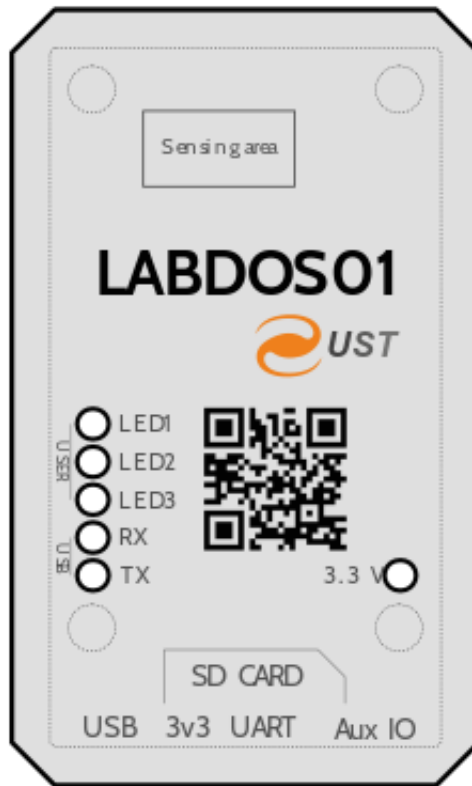 Sensing area
LABDOS01
UST
USER
LED1
LED2
LED3
USB
RX
TX
3.3 V
SD CARD
USB 3v3 UART Aux IO